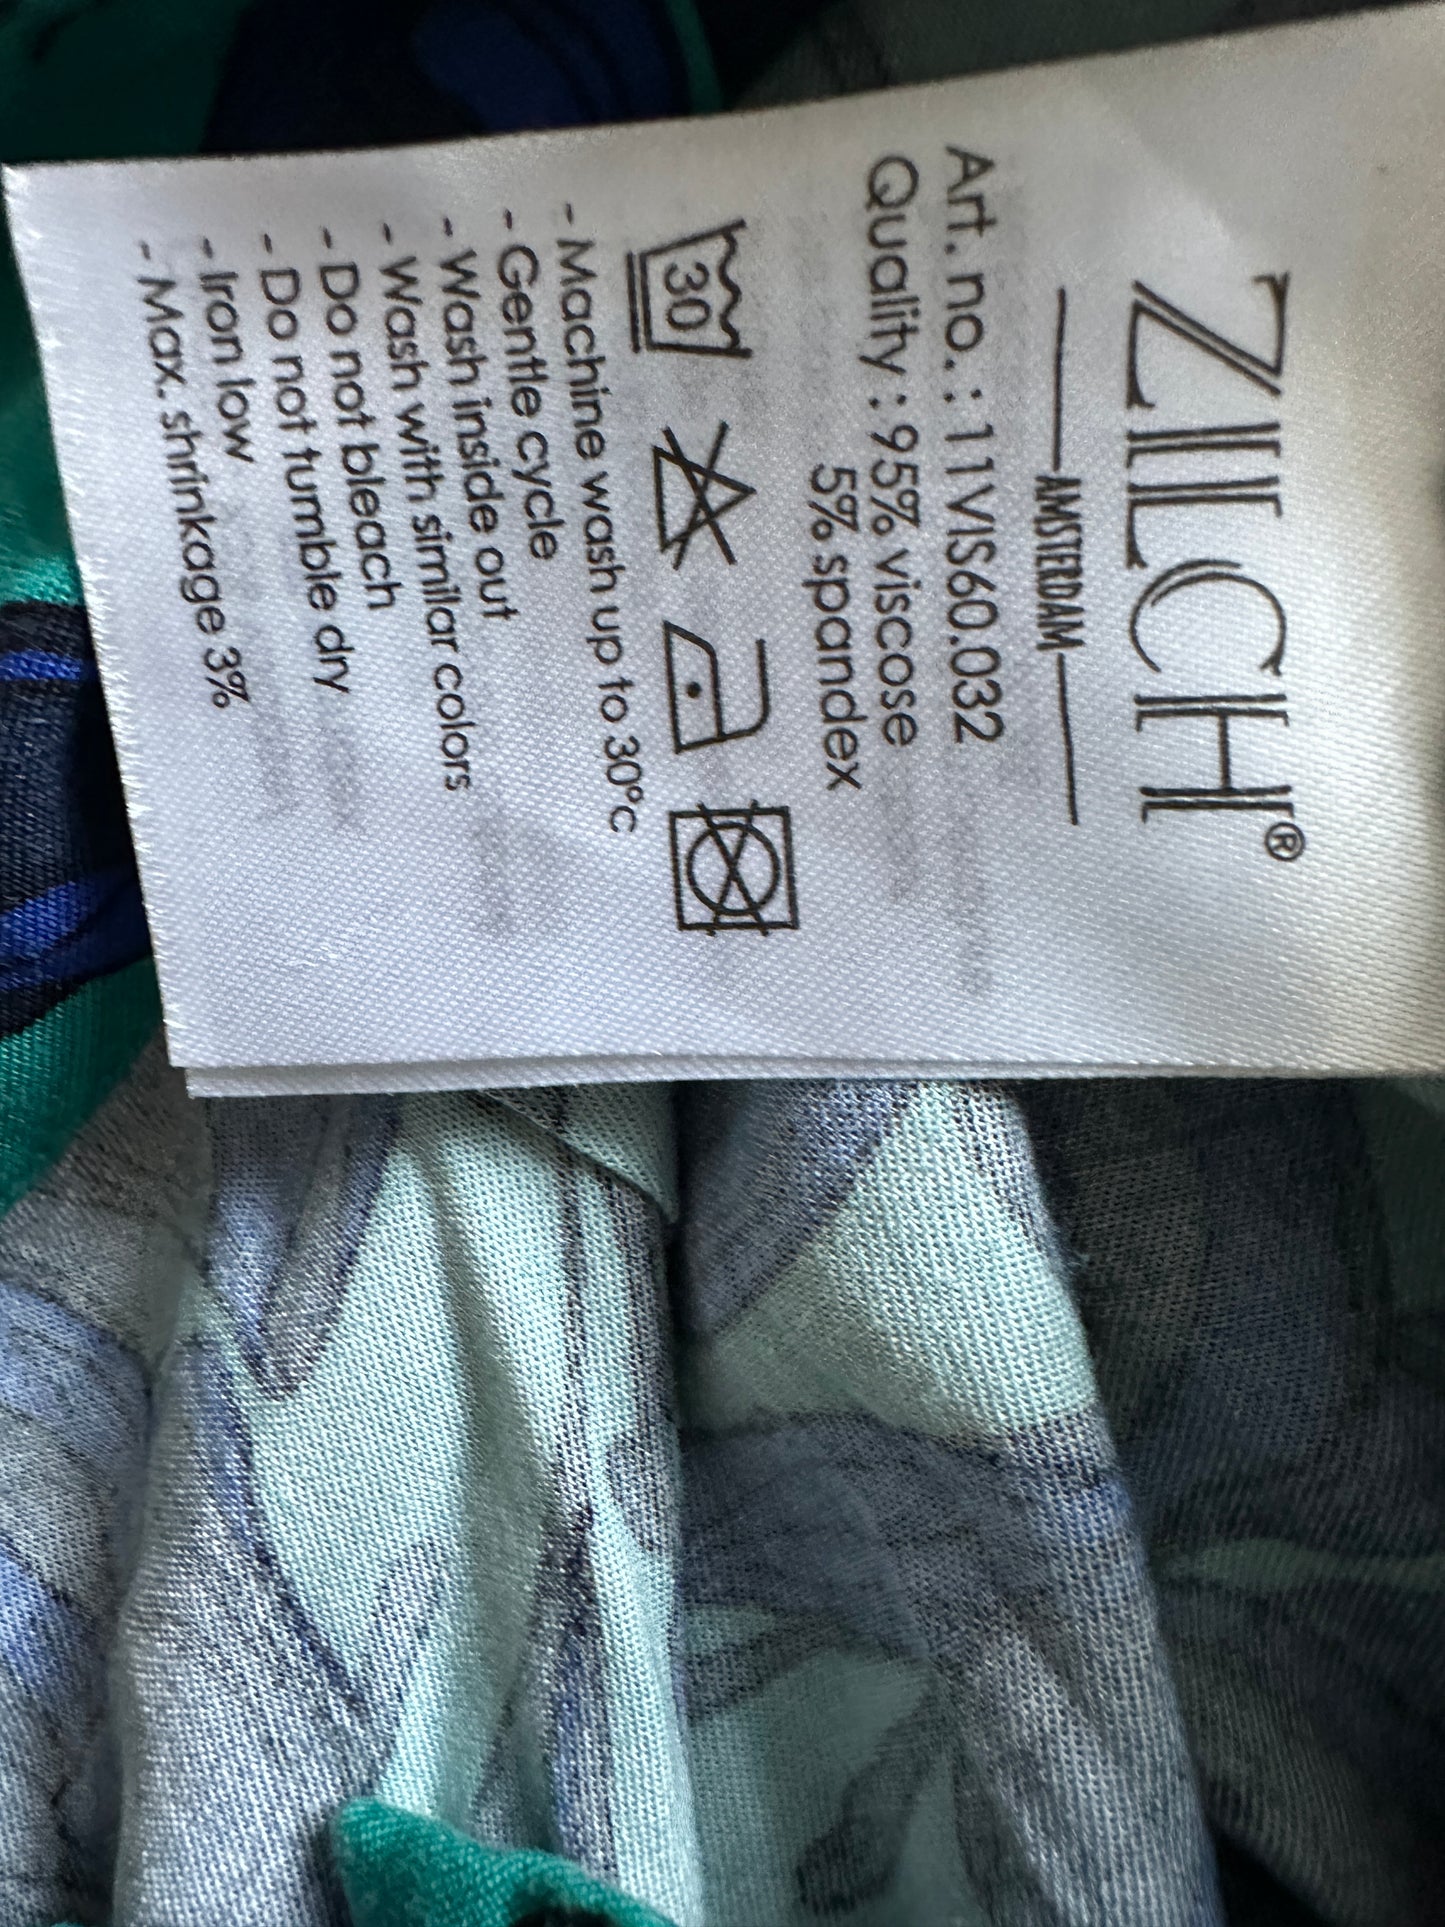 ZILCH®
AMSTERDAM
Art. no. : 11VIS60.032
Quality : 95% viscose
5% spandex
30
- Machine wash up to 30°c
- Gentle cycle
- Wash inside out
- Wash with similar colors
- Do not bleach
- Do not tumble dry
- Iron low
- Max. shrinkage 3%